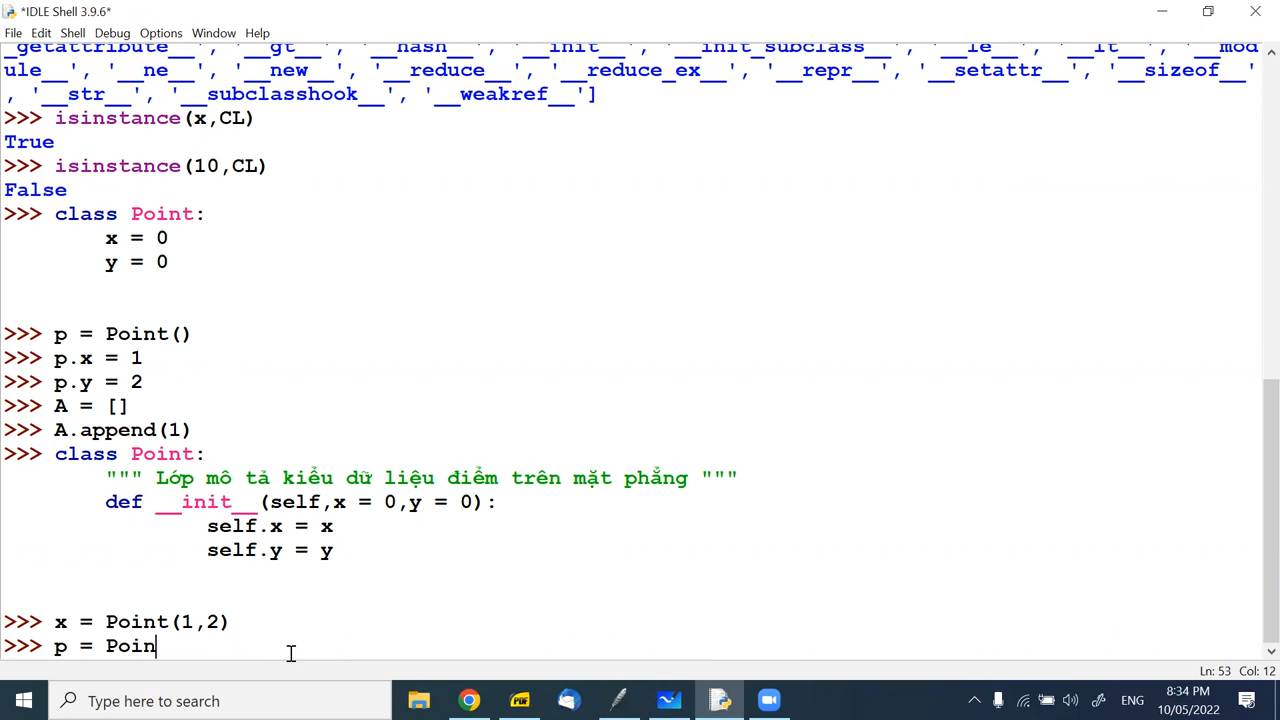 *IDLE Shell 3.9.6*
File Edit Shell Debug Options Window Help
_getattribute__', '__gt__', '__hash__', '__init__', '__init_subclass__', '__le__', '__lt__', '__mod
ule__', '__ne__', '__new__', '__reduce__', '__reduce_ex__', '__repr__', '__setattr__', '__sizeof__'
, '__str__', '__subclasshook__', '__weakref__']
>>> isinstance(x,CL)
True
>>> isinstance(10,CL)
False
>>> class Point:
x = 0
y = 0
>>> p = Point()
>>> p.x = 1
>>> p.y = 2
>>> A = []
>>> A.append(1)
>>> class Point:
""" Lớp mô tả kiểu dữ liệu điểm trên mặt phẳng """
def __init__(self,x = 0,y = 0):
self.x = x
self.y = y
>>> x = Point(1,2)
>>> p = Poin
Ln: 53 Col: 12
Type here to search
PDF
ENG
8:34 PM
10/05/2022